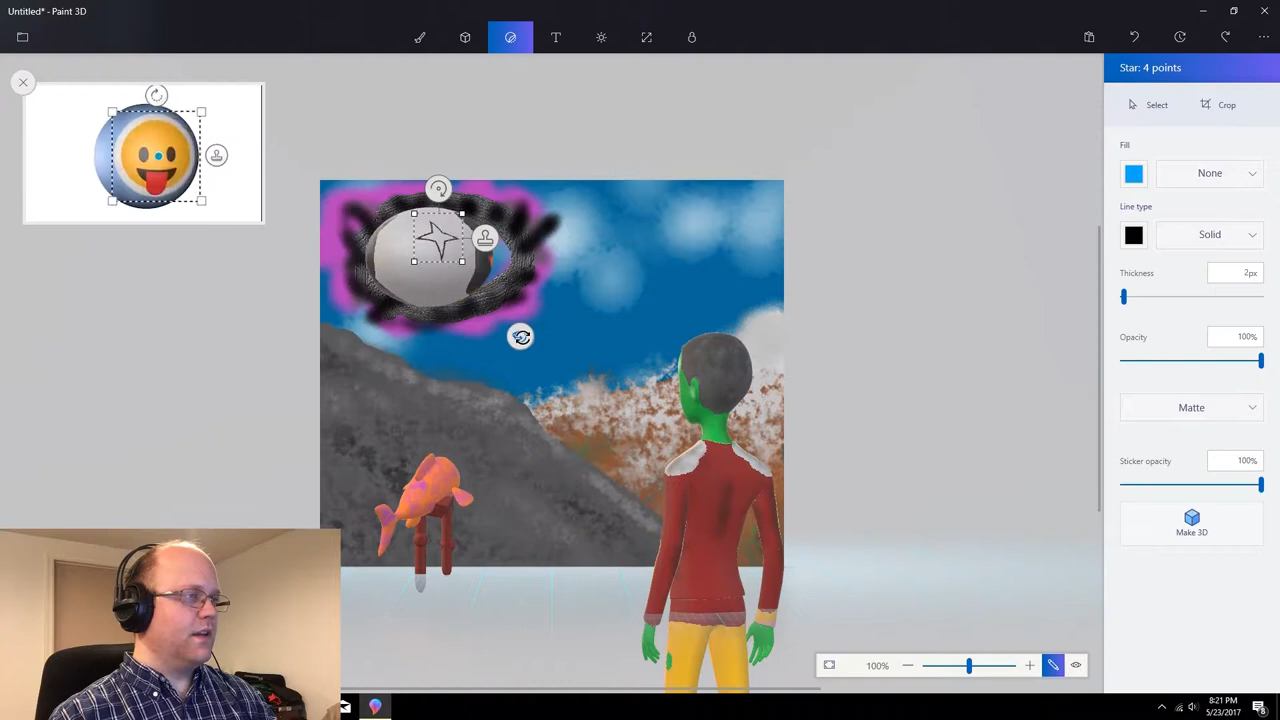 Untitled* - Paint 3D
Star: 4 points
Select
Crop
Fill
None
Line type
Solid
Thickness
2px
Opacity
100%
Matte
Sticker opacity
100%
Make 3D
100%
8:21 PM
5/23/2017
8